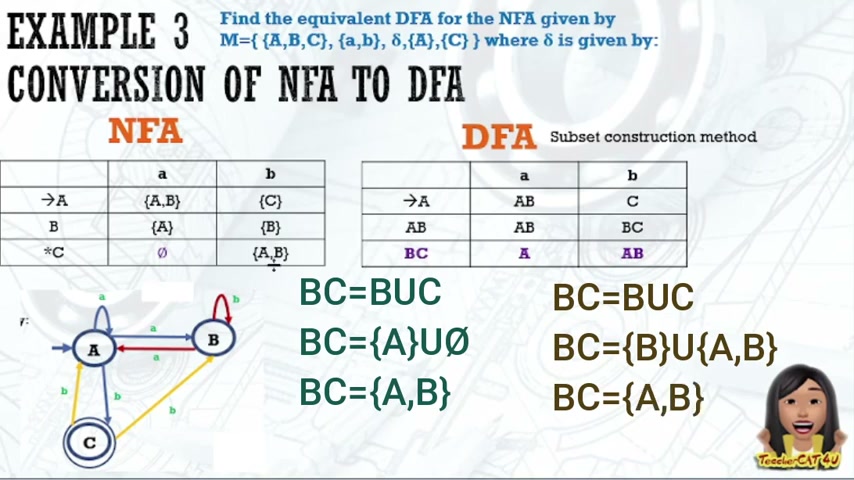 EXAMPLE 3
Find the equivalent DFA for the NFA given by
M={ {A,B,C}, {a,b}, δ,{A},{C} } where δ is given by:
CONVERSION OF NFA TO DFA
NFA
DFA Subset construction method
a b
→A {A,B} {C}
B {A} {B}
*C Ø {A,B}
a b
→A AB C
AB AB BC
BC A AB
BC=BUC
BC={A}UØ
BC={A,B}
BC=BUC
BC={B}U{A,B}
BC={A,B}
a
b
a
A
B
a
b
b
b
C
TeacherCAT 4U